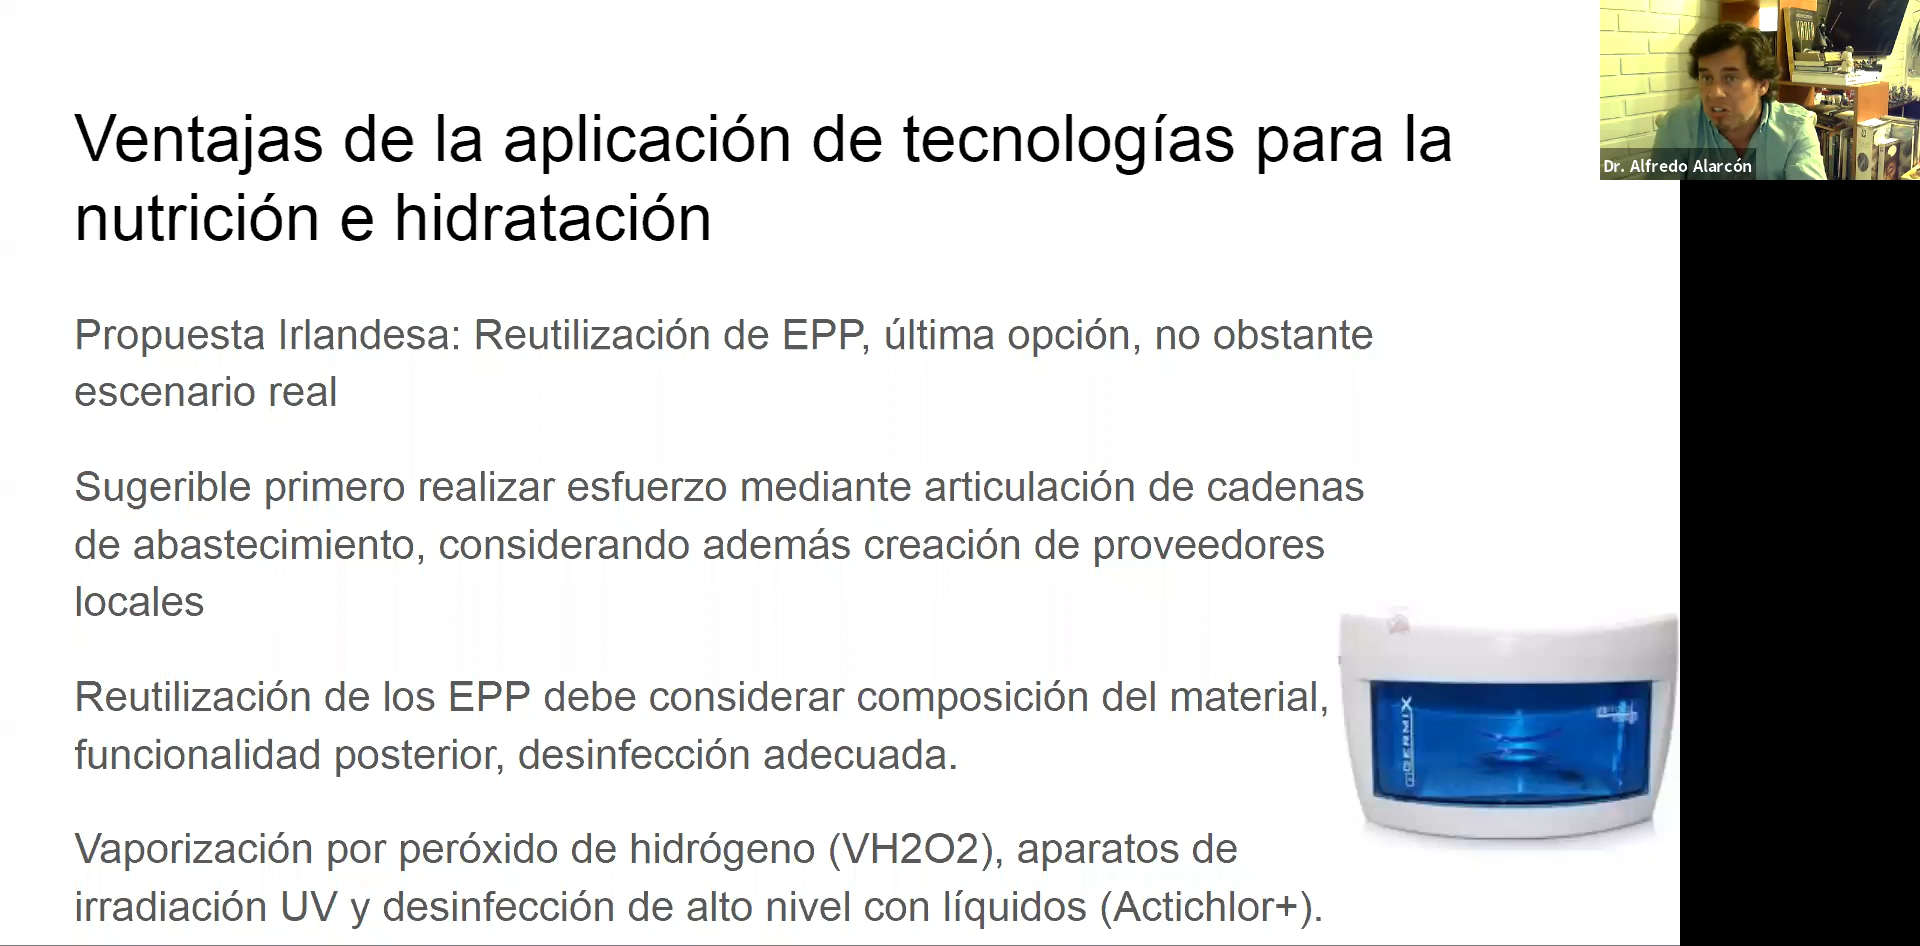 Ventajas de la aplicación de tecnologías para la
nutrición e hidratación
Dr. Alfredo Alarcón
Propuesta Irlandesa: Reutilización de EPP, última opción, no obstante
escenario real
Sugerible primero realizar esfuerzo mediante articulación de cadenas
de abastecimiento, considerando además creación de proveedores
locales
Reutilización de los EPP debe considerar composición del material,
funcionalidad posterior, desinfección adecuada.
GERMIX
Vaporización por peróxido de hidrógeno (VH2O2), aparatos de
irradiación UV y desinfección de alto nivel con líquidos (Actichlor+).